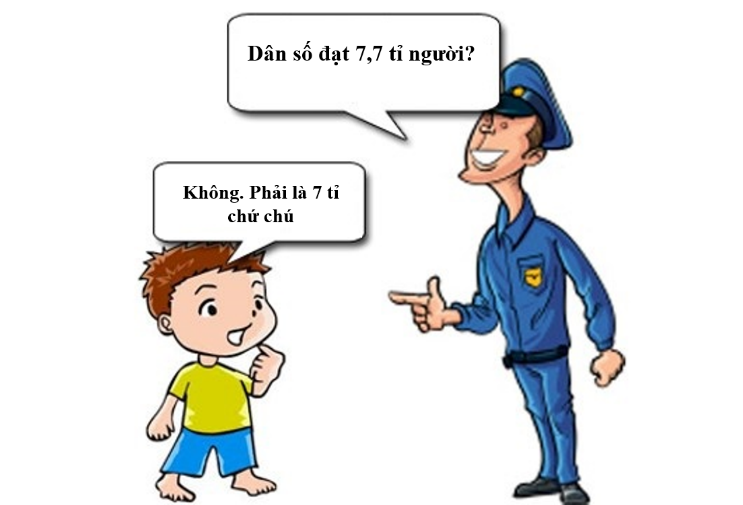 Dân số đạt 7,7 tỉ người?
Không. Phải là 7 tỉ
chứ chú